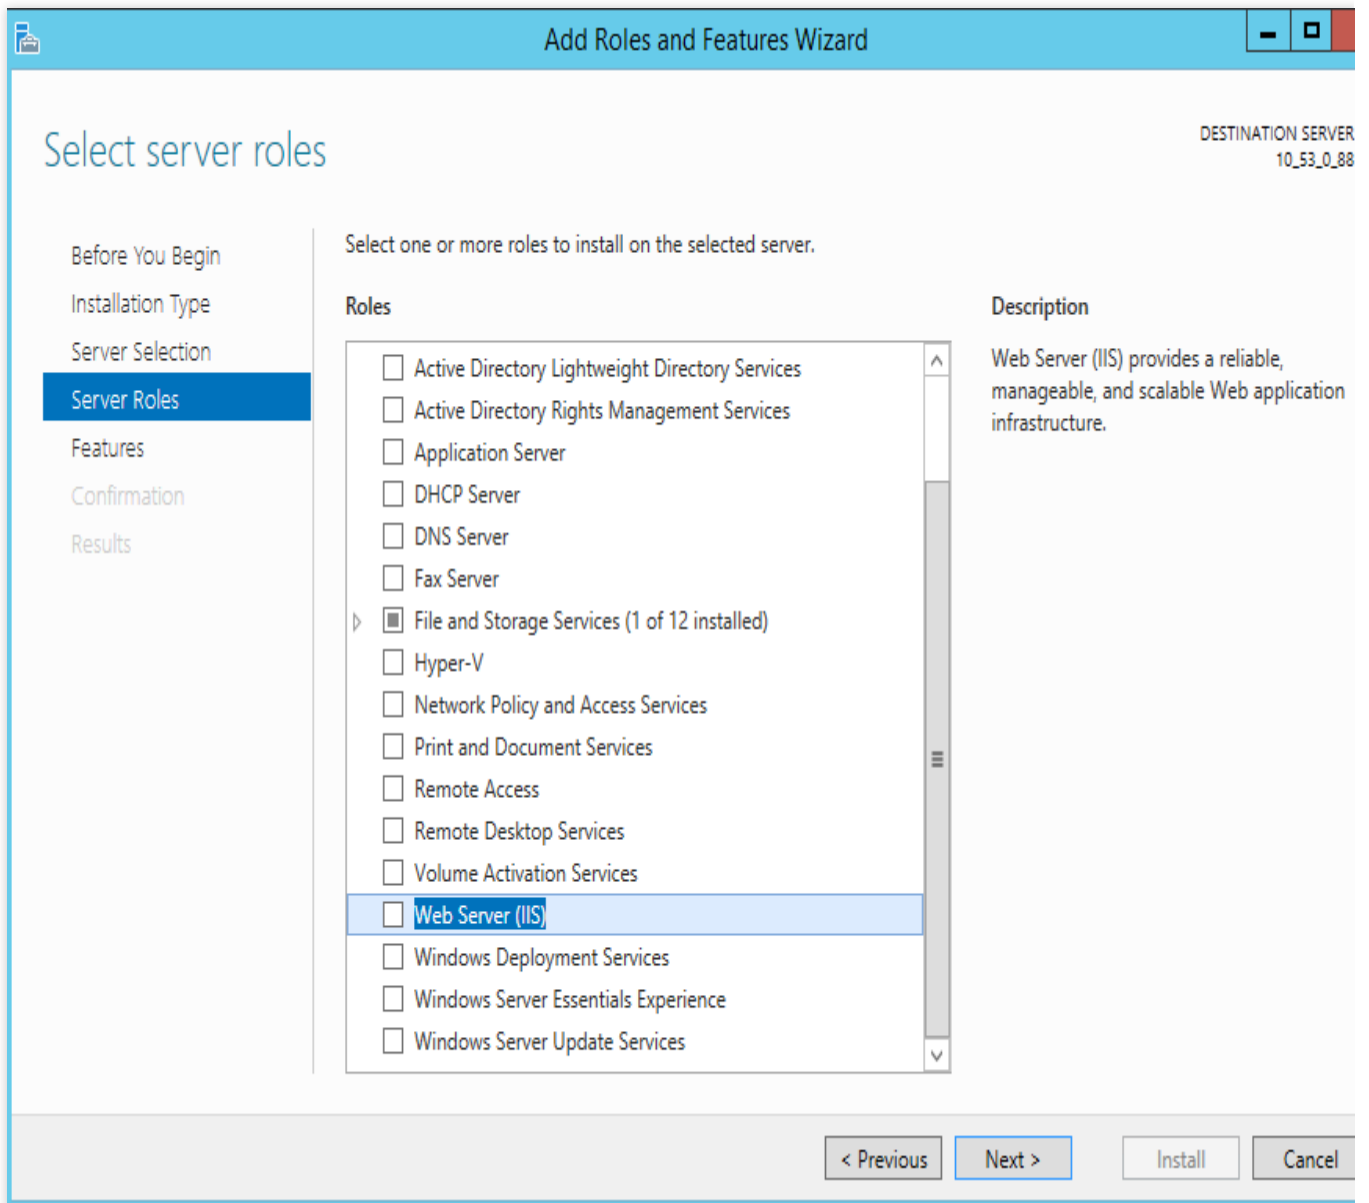 Add Roles and Features Wizard
Select server roles
DESTINATION SERVER
10_53_0_88
Before You Begin
Installation Type
Server Selection
Server Roles
Features
Confirmation
Results
Select one or more roles to install on the selected server.
Roles
Active Directory Lightweight Directory Services
Active Directory Rights Management Services
Application Server
DHCP Server
DNS Server
Fax Server
File and Storage Services (1 of 12 installed)
Hyper-V
Network Policy and Access Services
Print and Document Services
Remote Access
Remote Desktop Services
Volume Activation Services
Web Server (IIS)
Windows Deployment Services
Windows Server Essentials Experience
Windows Server Update Services
Description
Web Server (IIS) provides a reliable,
manageable, and scalable Web application
infrastructure.
< Previous
Next >
Install
Cancel